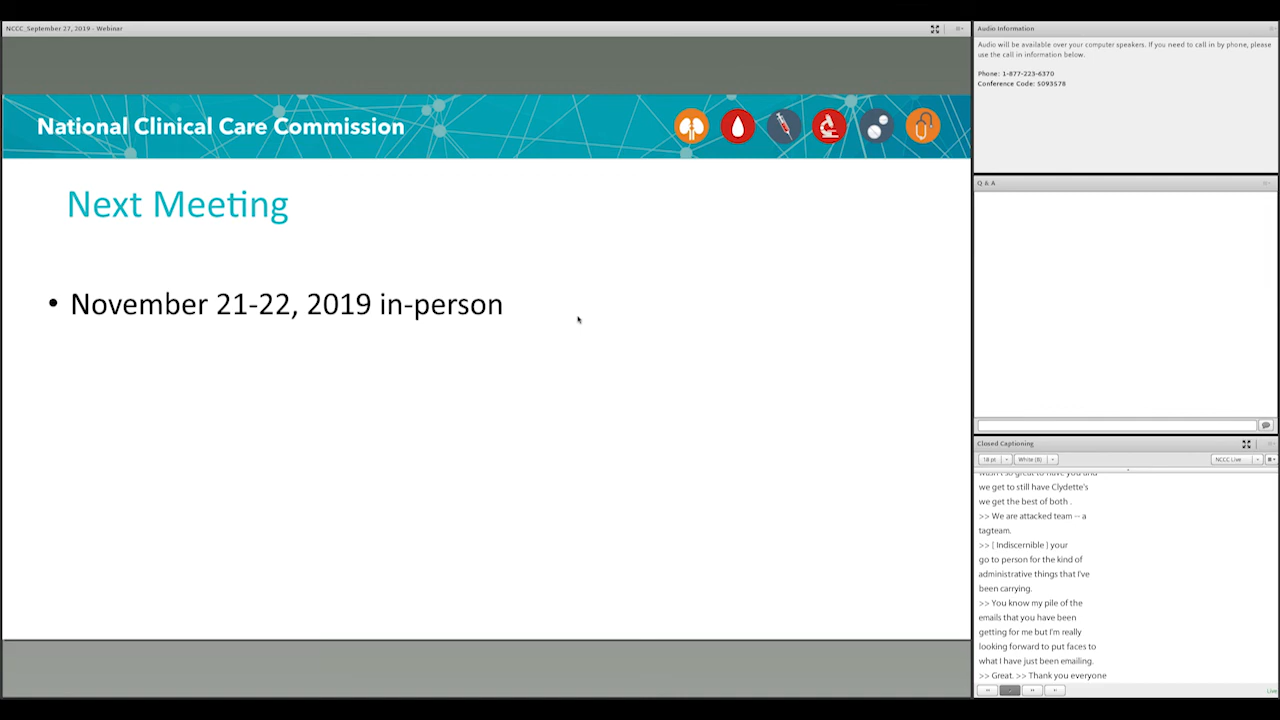 NCCC_September 27, 2019 - Webinar
National Clinical Care Commission
Next Meeting
• November 21-22, 2019 in-person
Audio Information
Audio will be available over your computer speakers. If you need to call in by phone, please
use the call in information below.
Phone: 1-877-223-6370
Conference Code: 5093578
Q & A
Closed Captioning
18 pt.
White (B)
NCCC Live
we get to still have Clydette's
we get the best of both .
>> We are attacked team -- a
tagteam.
>> [ Indiscernible ] your
go to person for the kind of
administrative things that I've
been carrying.
>> You know my pile of the
emails that you have been
getting for me but I'm really
looking forward to put faces to
what I have just been emailing.
>> Great. >> Thank you everyone
Live